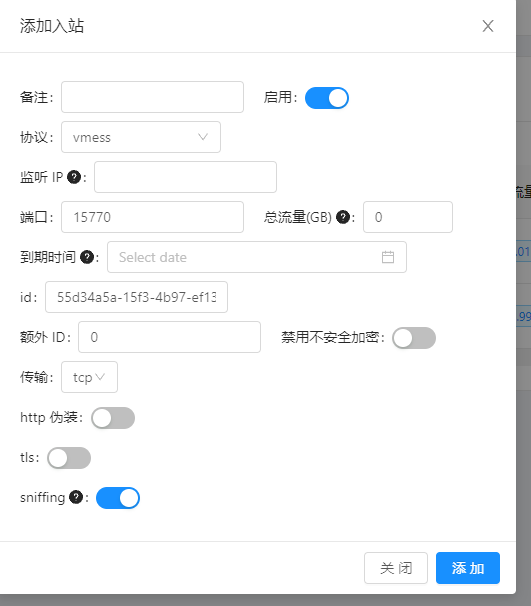 添加入站
备注: 启用:
协议: vmess
监听 IP ?:
端口: 15770 总流量(GB) ?: 0
到期时间 ?: Select date
id: 55d34a5a-15f3-4b97-ef13
额外 ID: 0 禁用不安全加密:
传输: tcp
http 伪装:
tls:
sniffing ?:
关 闭 添 加